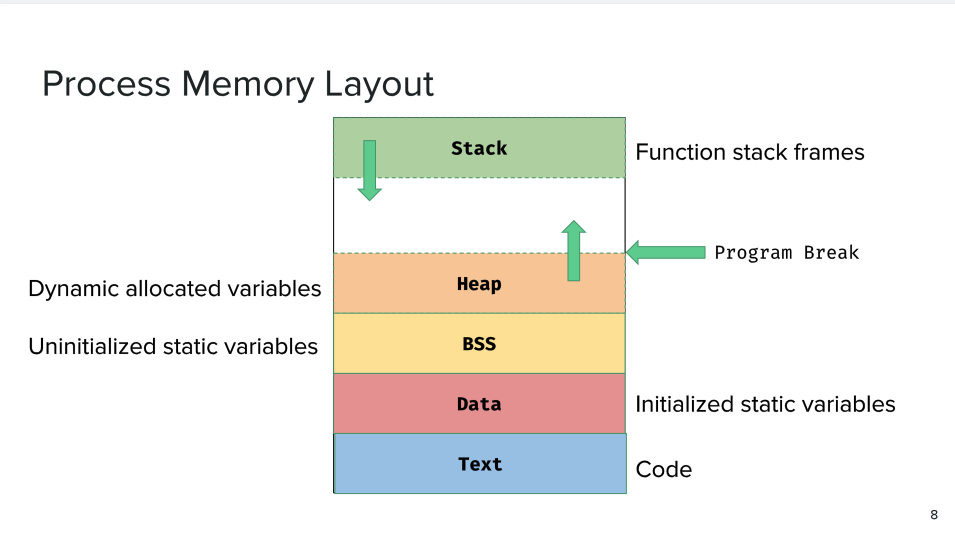 Process Memory Layout
Stack
Function stack frames
Program Break
Heap
Dynamic allocated variables
BSS
Uninitialized static variables
Data
Initialized static variables
Text
Code
8